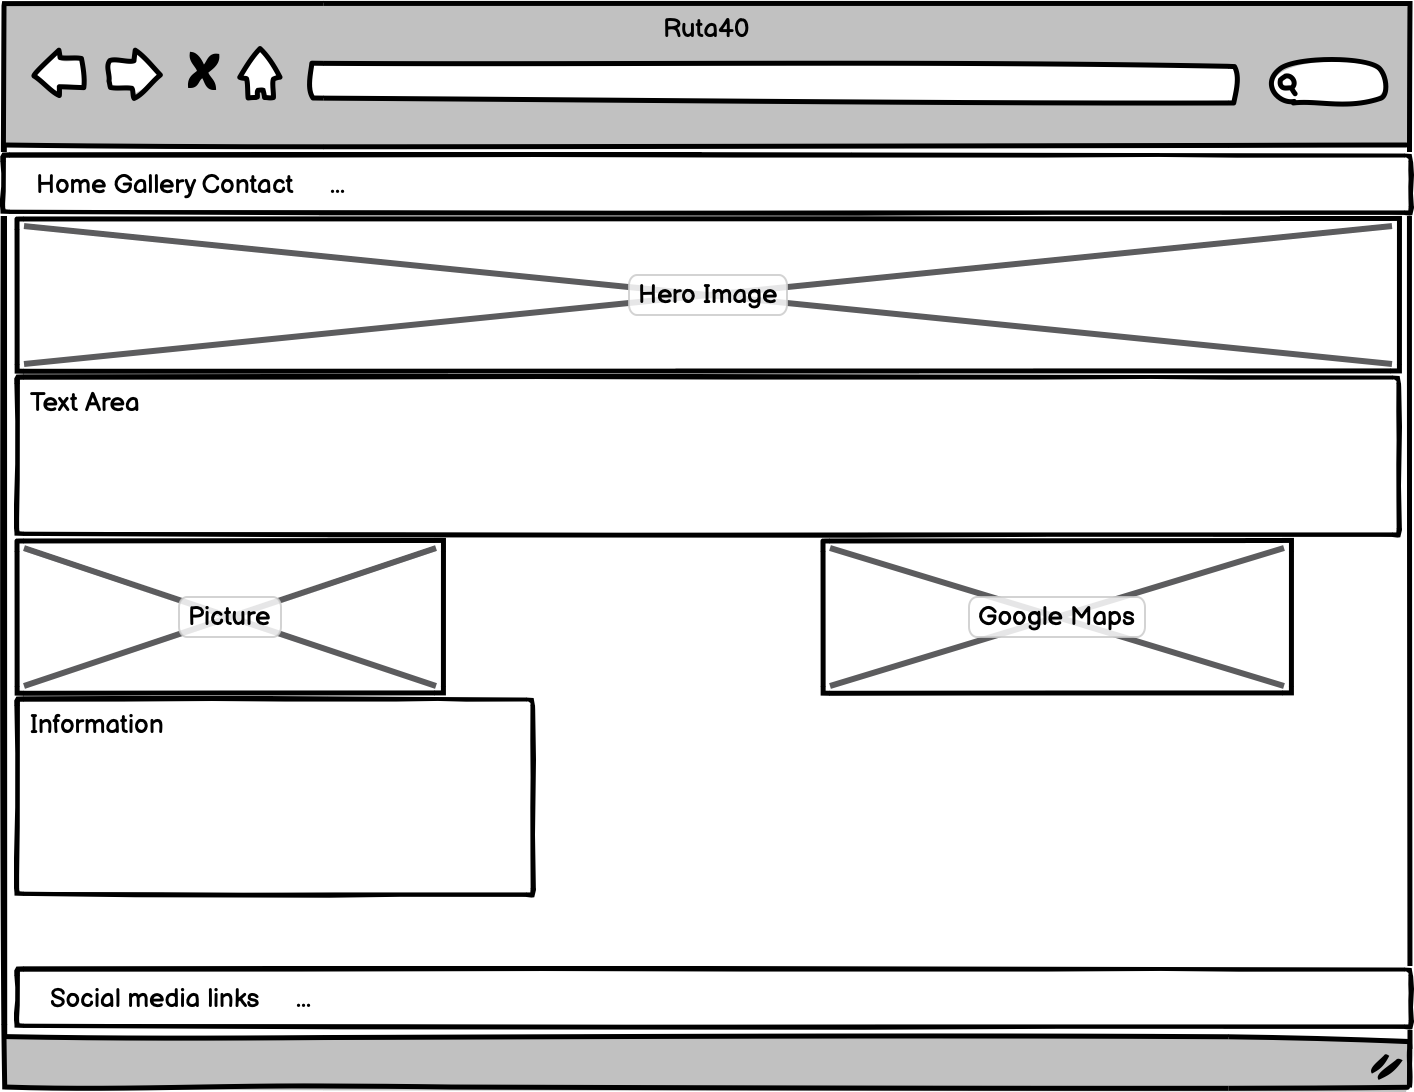 Ruta40
Home Gallery Contact ...
Hero Image
Text Area
Picture
Google Maps
Information
Social media links ...